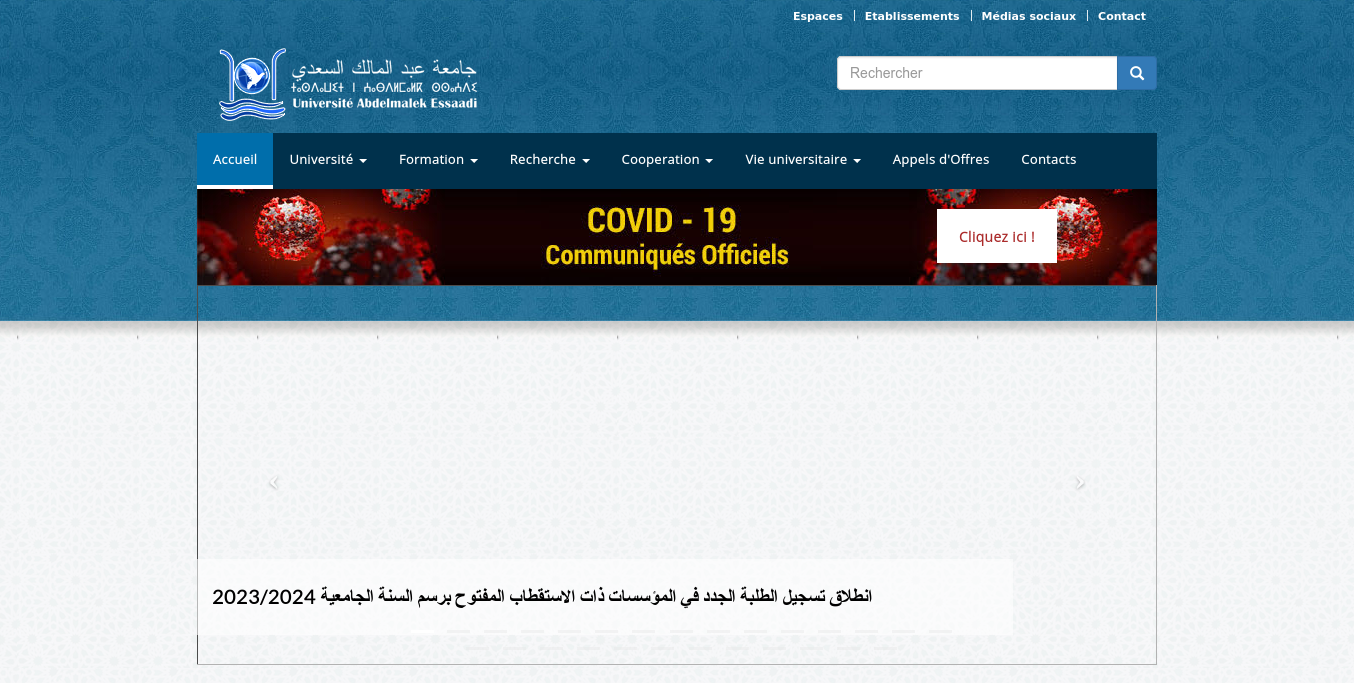 Espaces
Etablissements
Médias sociaux
Contact
جامعة عبد المالك السعدي
ⵜⴰⵙⴷⴰⵡⵉⵜ ⵏ ⵄⴰⴱⴷⵍⵎⴰⵍⴽ ⵙⵙⴰⵄⴷⵉ
Université Abdelmalek Essaadi
Rechercher
Accueil
Université
Formation
Recherche
Cooperation
Vie universitaire
Appels d'Offres
Contacts
COVID - 19
Communiqués Officiels
Cliquez ici !
انطلاق تسجيل الطلبة الجدد في المؤسسات ذات الاستقطاب المفتوح برسم السنة الجامعية 2023/2024